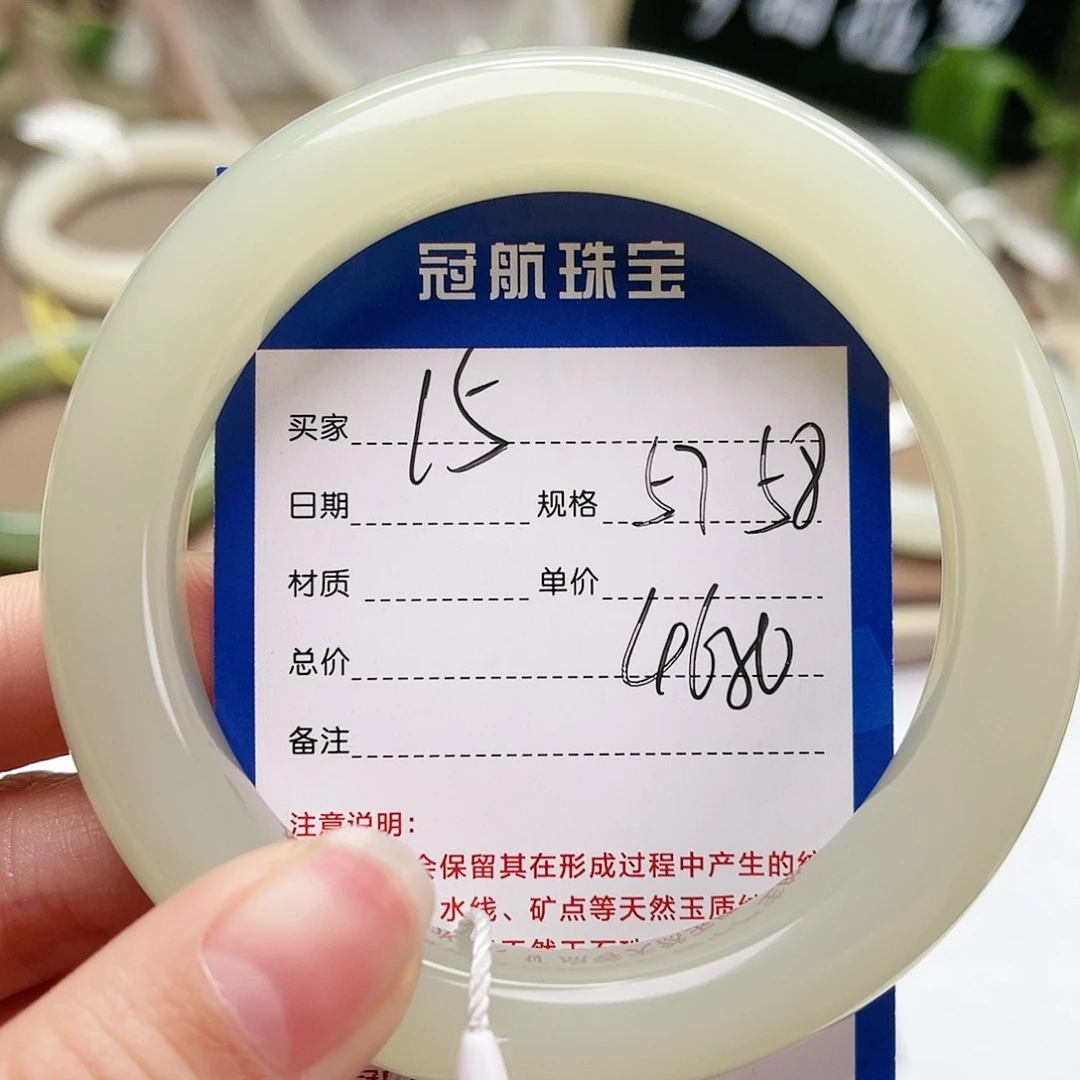 冠航珠宝
买家 15
日期 规格 57 58
材质 单价
总价 4680
备注
注意说明：
会保留其在形成过程中产生的
水线、矿点等天然玉质